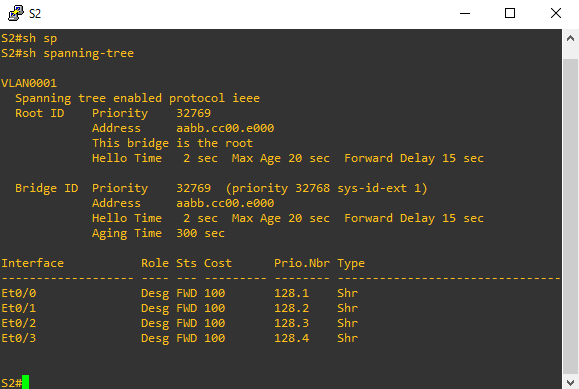 S2
S2#sh sp
S2#sh spanning-tree
VLAN0001
  Spanning tree enabled protocol ieee
  Root ID    Priority    32769
             Address     aabb.cc00.e000
             This bridge is the root
             Hello Time   2 sec  Max Age 20 sec  Forward Delay 15 sec
  Bridge ID  Priority    32769  (priority 32768 sys-id-ext 1)
             Address     aabb.cc00.e000
             Hello Time   2 sec  Max Age 20 sec  Forward Delay 15 sec
             Aging Time  300 sec
Interface           Role Sts Cost      Prio.Nbr Type
------------------- ---- --- --------- -------- --------------------------------
Et0/0               Desg FWD 100       128.1    Shr
Et0/1               Desg FWD 100       128.2    Shr
Et0/2               Desg FWD 100       128.3    Shr
Et0/3               Desg FWD 100       128.4    Shr
S2#